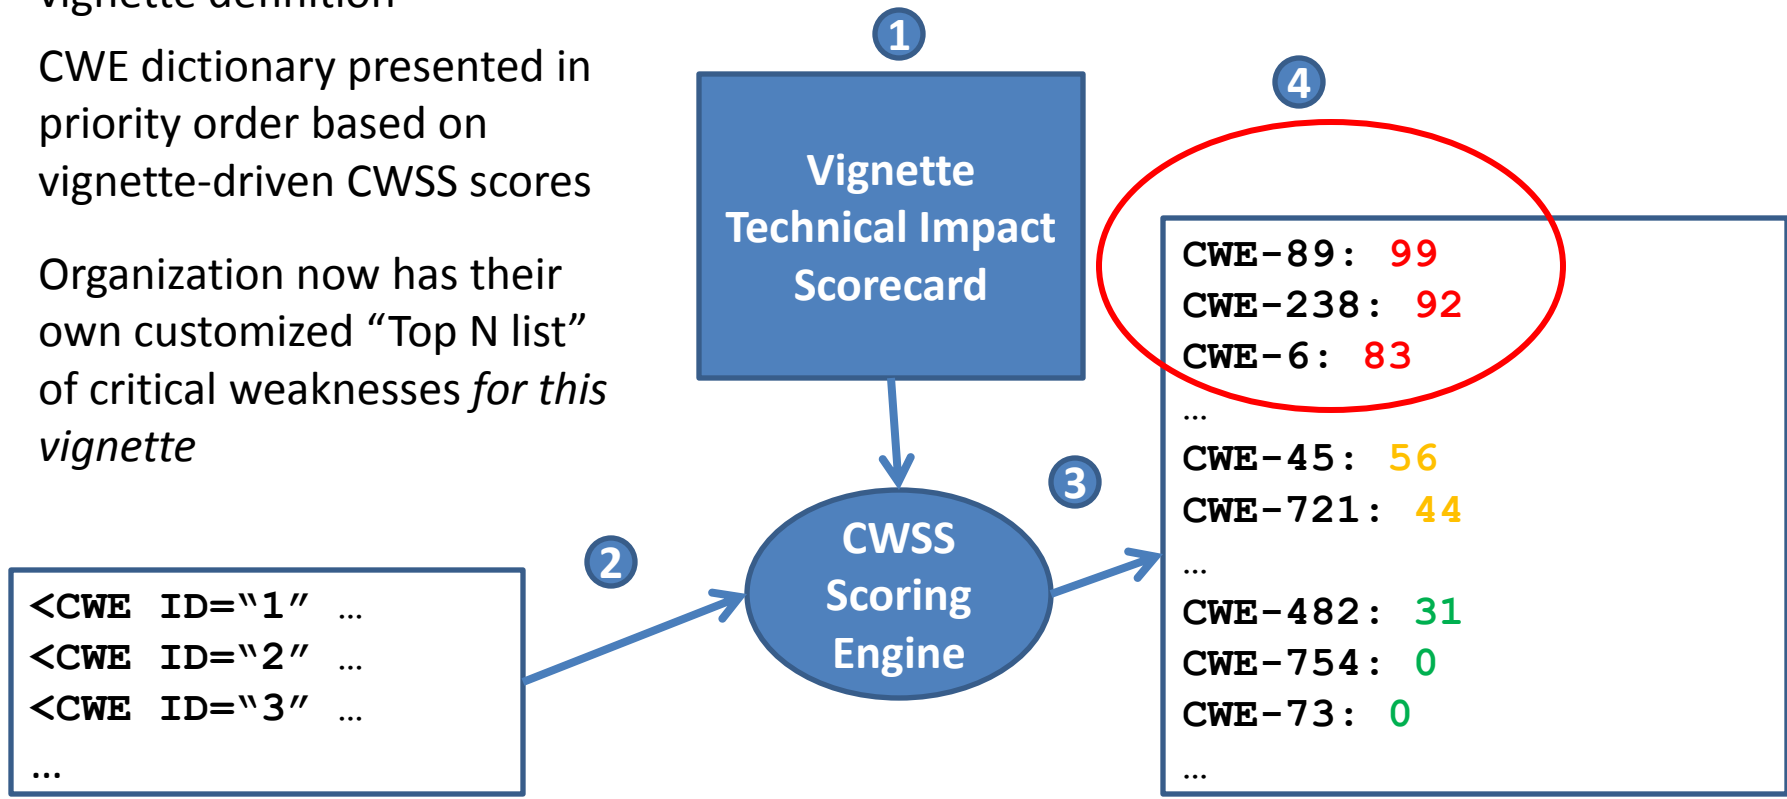 vignette definition
CWE dictionary presented in
priority order based on
vignette-driven CWSS scores
Organization now has their
own customized “Top N list”
of critical weaknesses for this
vignette
1
Vignette
Technical Impact
Scorecard
2
<CWE ID=“1” …
<CWE ID=“2” …
<CWE ID=“3” …
…
CWSS
Scoring
Engine
3
4
CWE-89: 99
CWE-238: 92
CWE-6: 83
…
CWE-45: 56
CWE-721: 44
…
CWE-482: 31
CWE-754: 0
CWE-73: 0
…